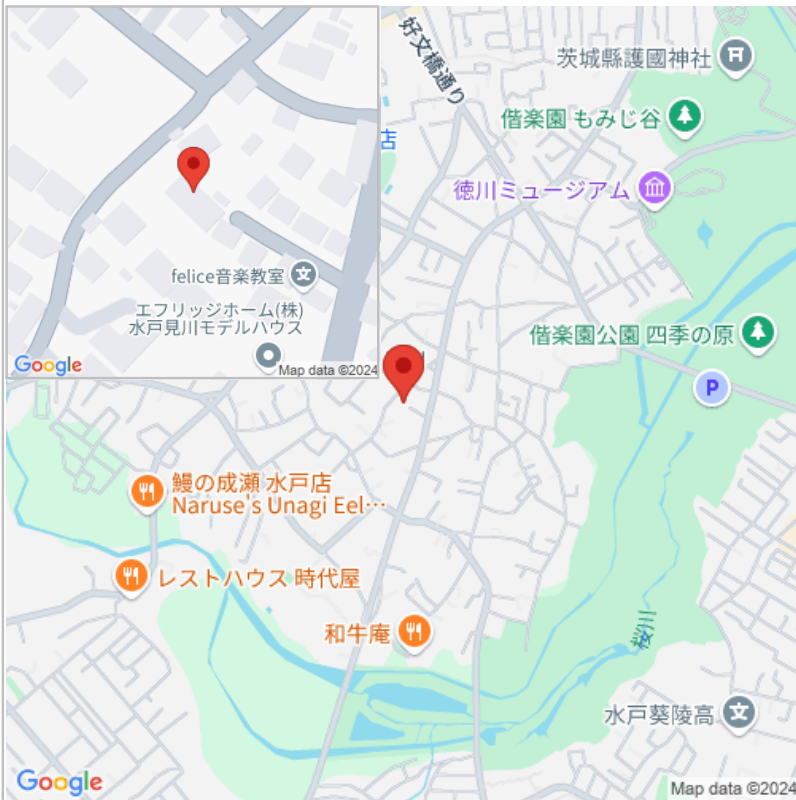 felice音楽教室
エフリッジホーム(株)
水戸見川モデルハウス
Google
Map data ©2024
好文橋通り
茨城縣護國神社
偕楽園 もみじ谷
店
徳川ミュージアム
偕楽園公園 四季の原
P
鰻の成瀬 水戸店
Naruse's Unagi Eel…
レストハウス 時代屋
和牛庵
桜川
水戸葵陵高
Google
Map data ©2024